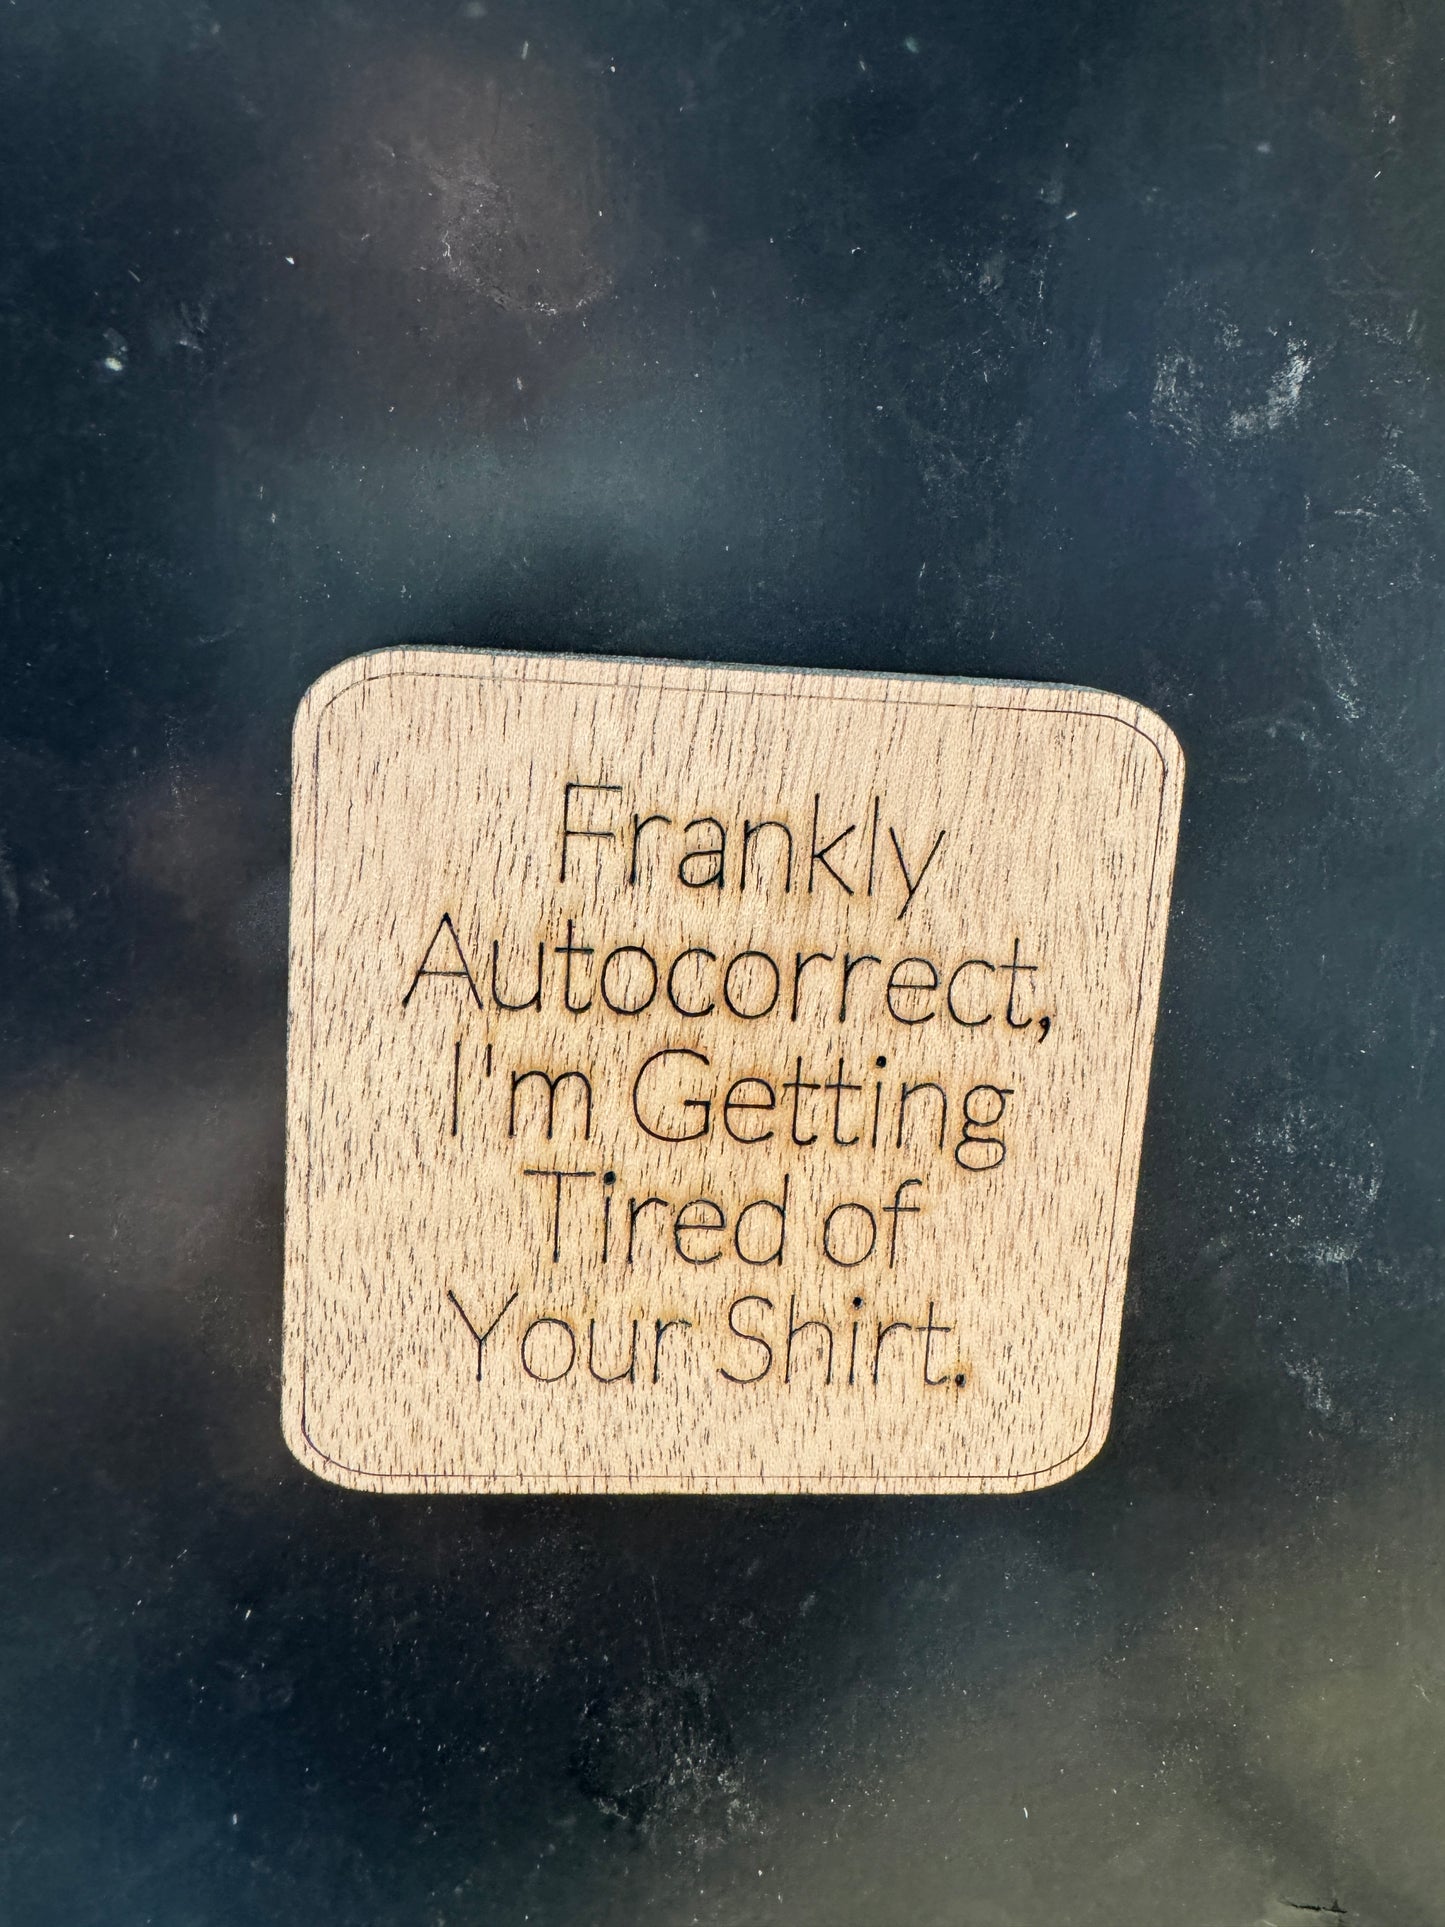 Frankly
Autocorrect,
I'm Getting
Tired of
Your Shirt.